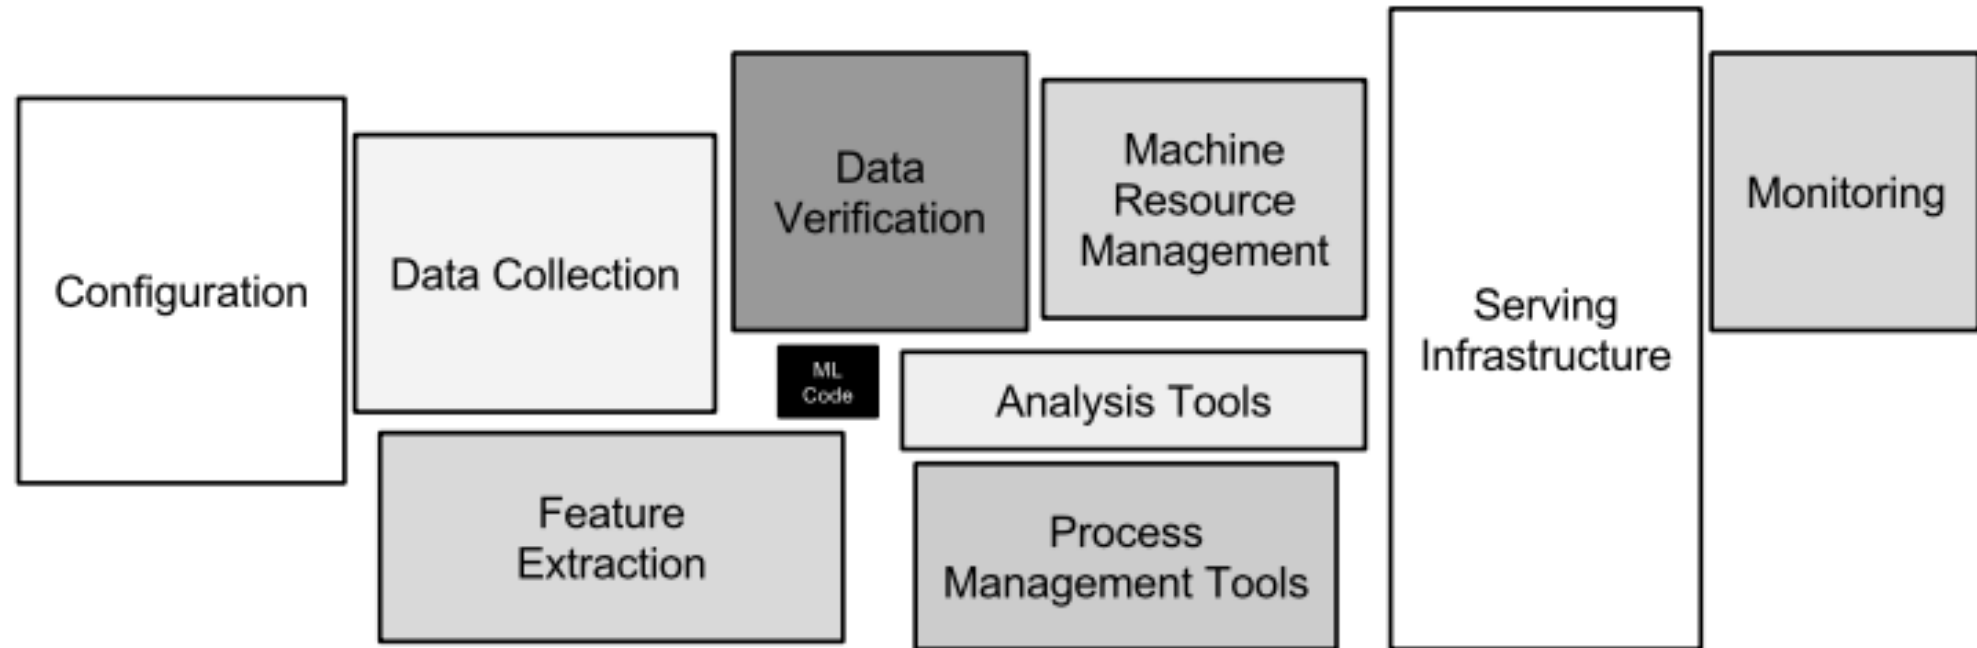 Configuration
Data Collection
Feature
Extraction
Data
Verification
ML
Code
Machine
Resource
Management
Analysis Tools
Process
Management Tools
Serving
Infrastructure
Monitoring